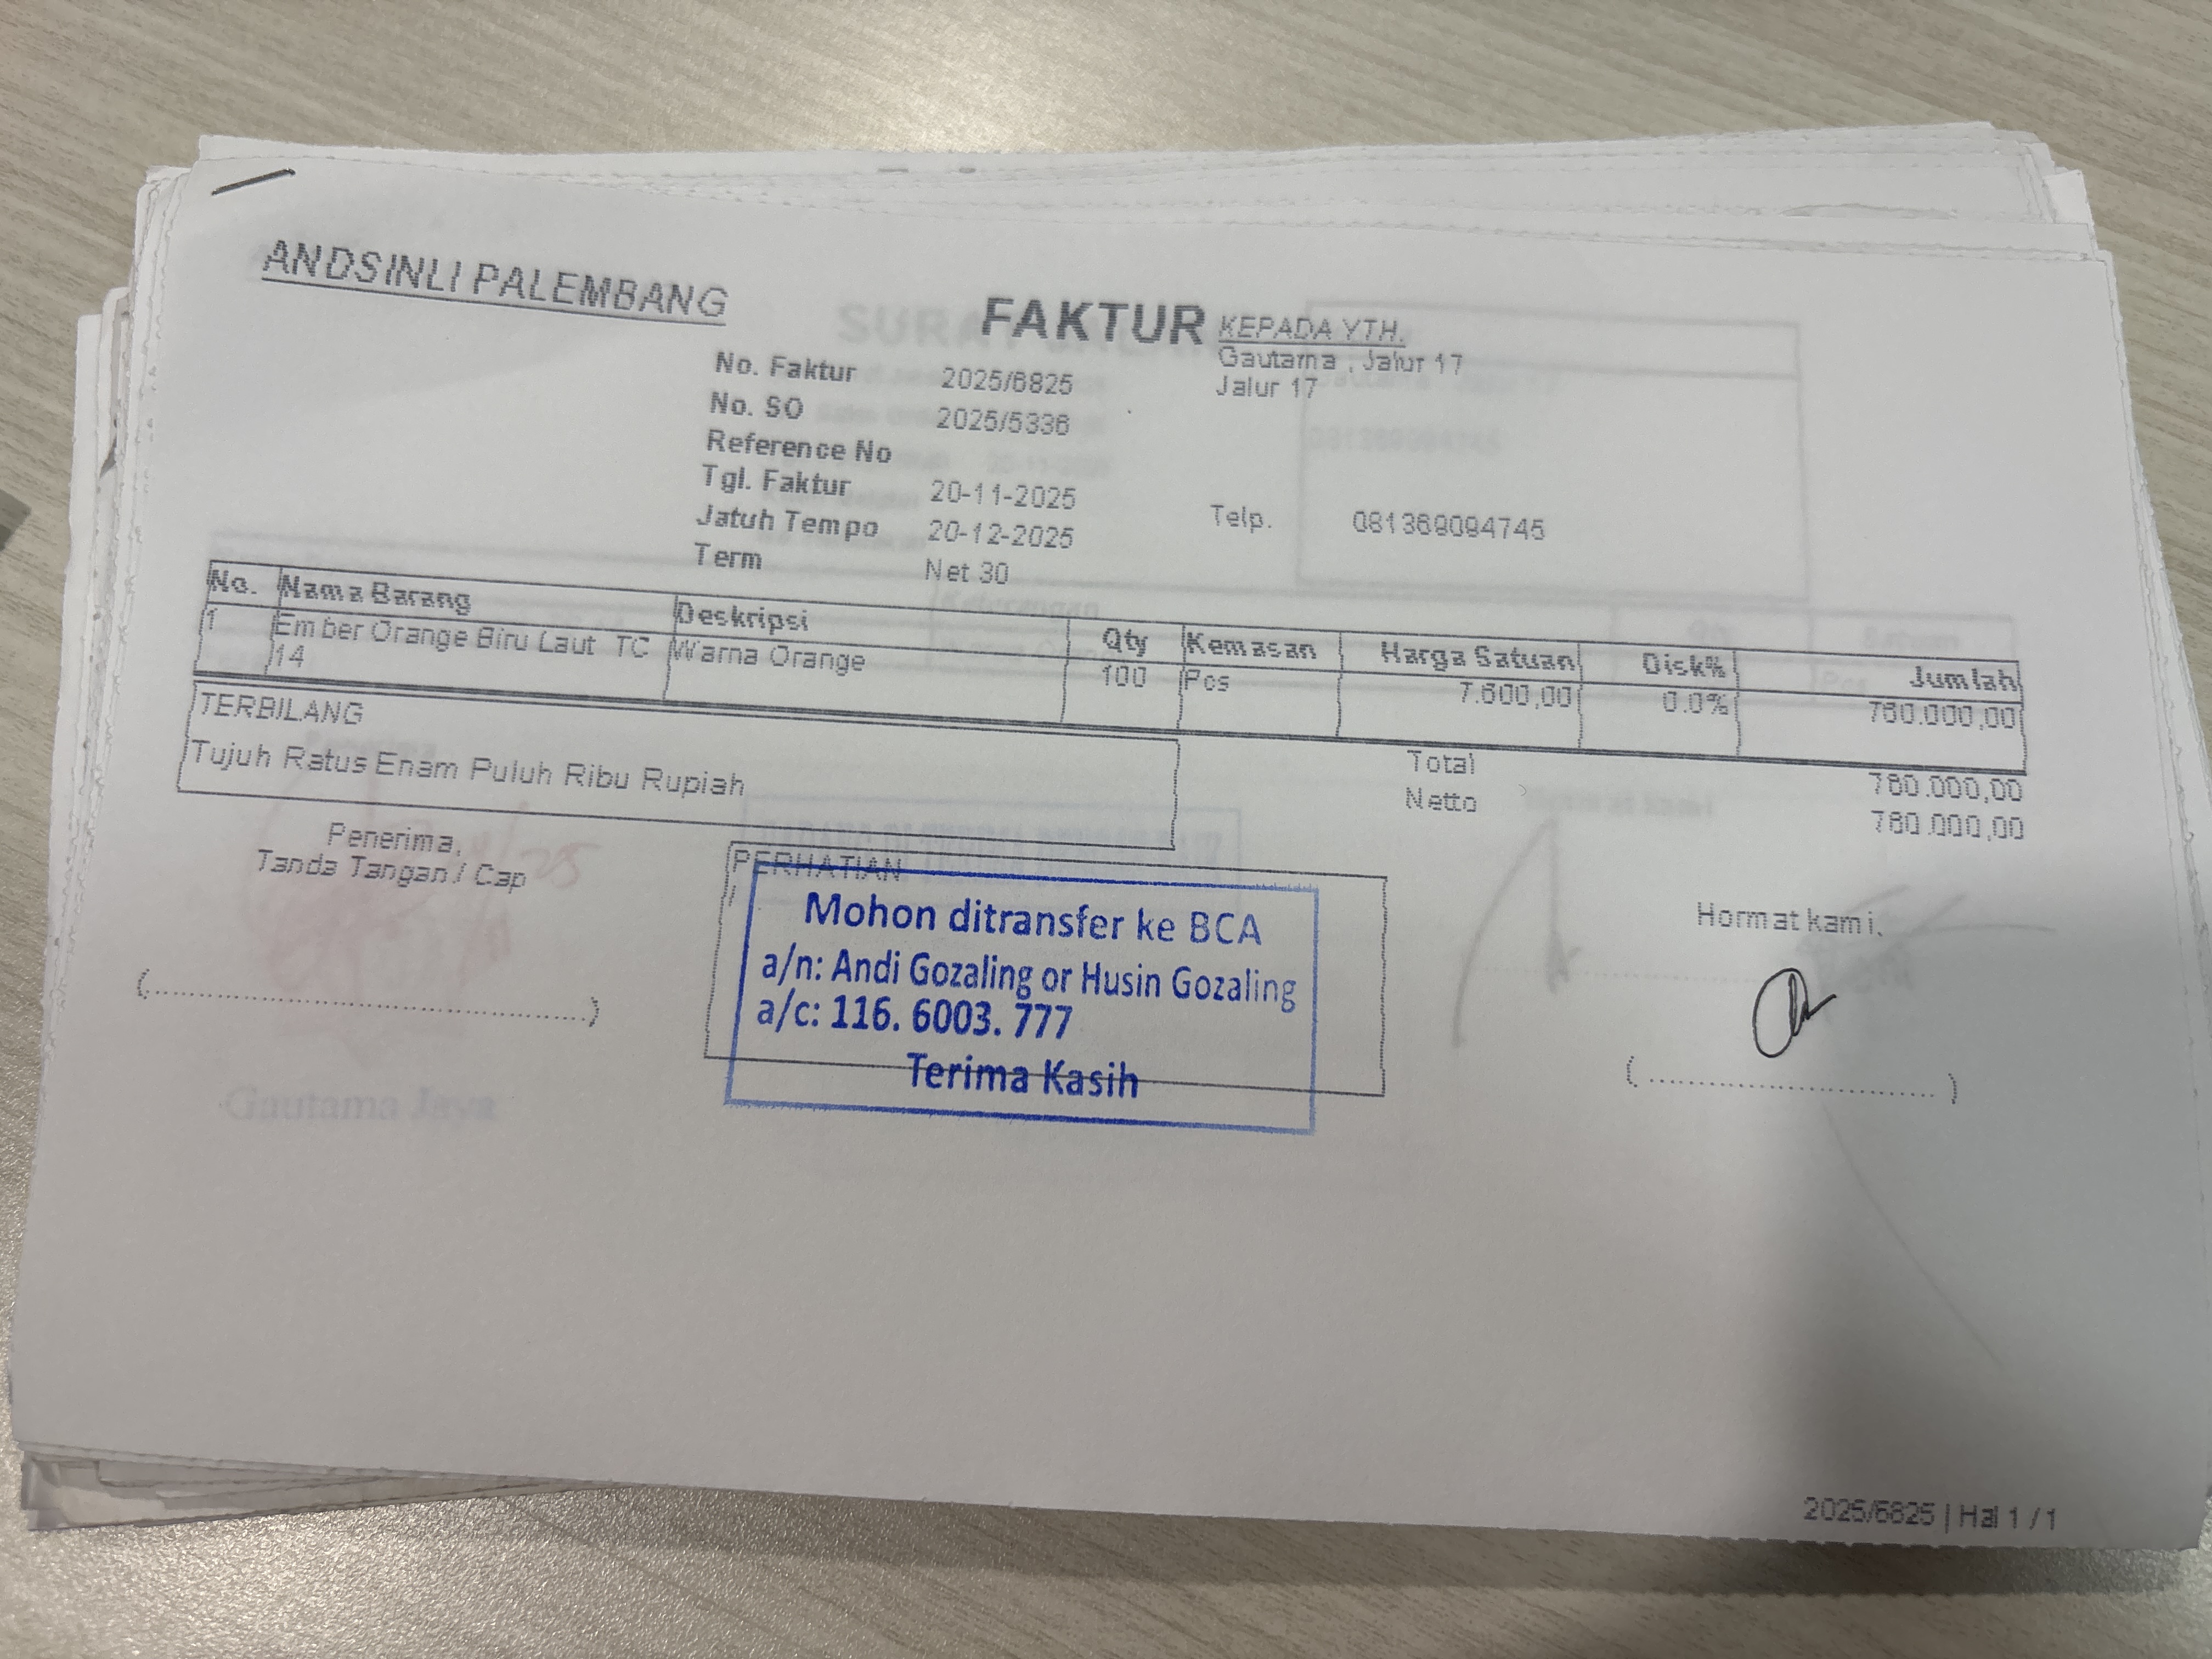 ANDSINLI PALEMBANG
FAKTUR
No. Faktur 2025/6825
No. SO 2025/5336
Reference No
Tgl. Faktur 20-11-2025
Jatuh Tempo 20-12-2025
Term Net 30
KEPADA YTH.
Gautama , Jalur 17
Jalur 17
Telp. 081369094745
No. Nama Barang Deskripsi Qty Kemasan Harga Satuan Disk% Jumlah
1 Ember Orange Biru Laut TC Warna Orange 100 Pcs 7.600,00 0.0% 760.000,00
14
TERBILANG
Tujuh Ratus Enam Puluh Ribu Rupiah
Total 760.000,00
Netto 760.000,00
Penerima,
Tanda Tangan / Cap
(....................................................)
PERHATIAN
Mohon ditransfer ke BCA
a/n: Andi Gozaling or Husin Gozaling
a/c: 116. 6003. 777
Terima Kasih
Hormat kami.
( ................................... )
Gautama Jaya
2025/6825 | Hal 1 / 1